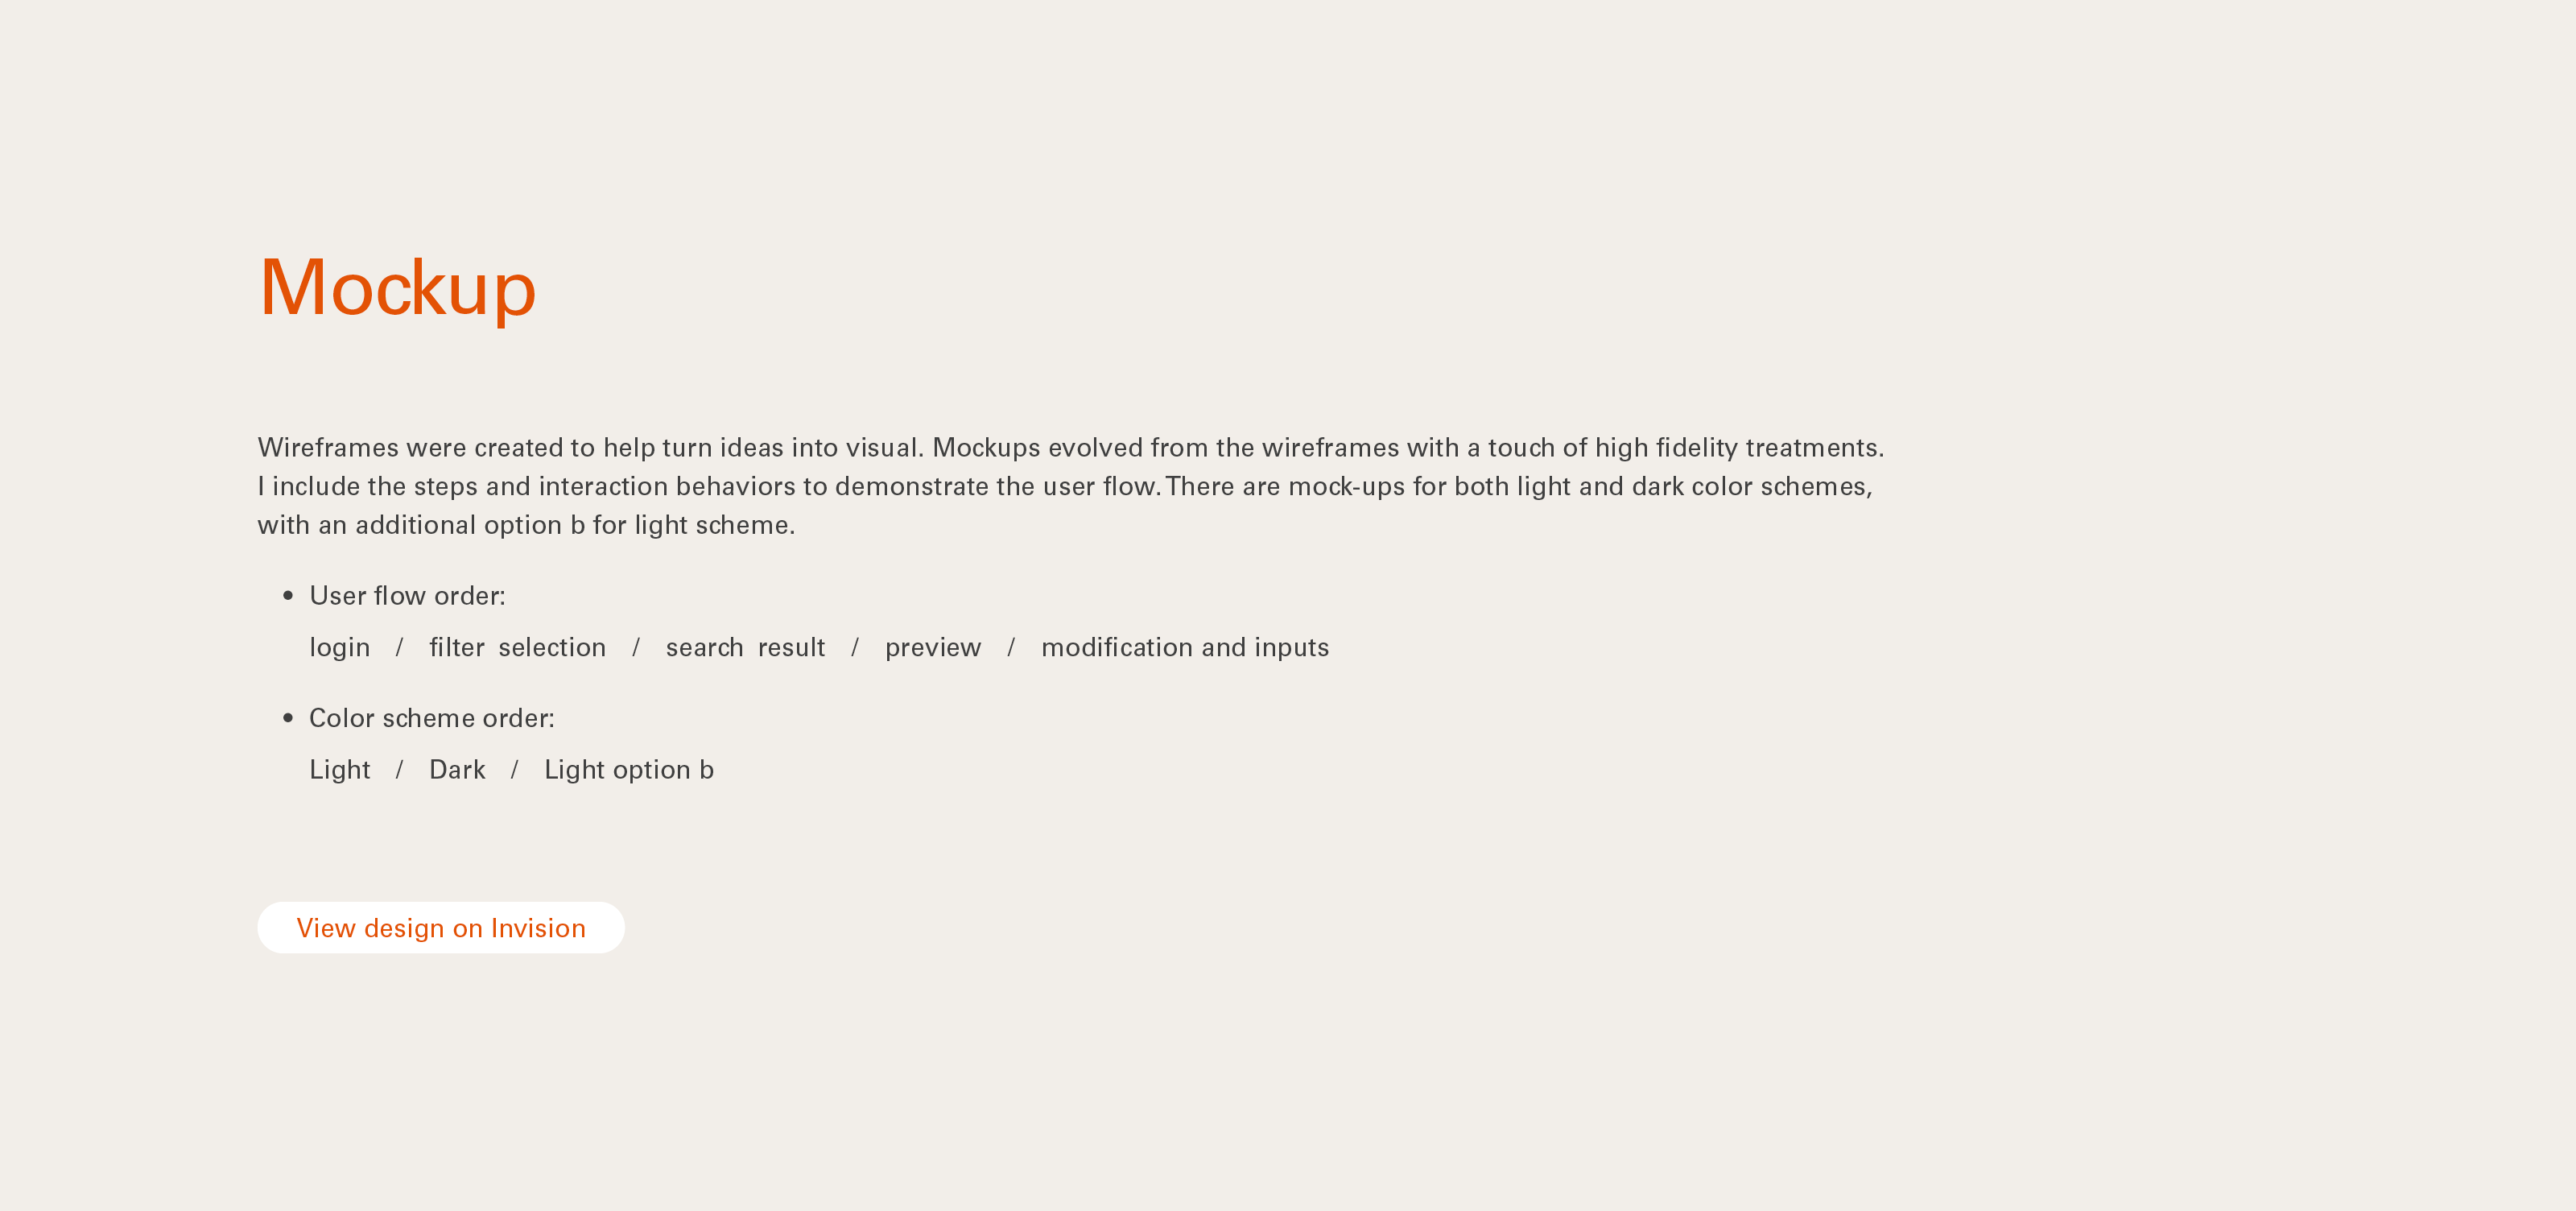 Mockup
Wireframes were created to help turn ideas into visual. Mockups evolved from the wireframes with a touch of high fidelity treatments.
I include the steps and interaction behaviors to demonstrate the user flow. There are mock-ups for both light and dark color schemes,
with an additional option b for light scheme.
• User flow order:
login / filter selection / search result / preview / modification and inputs
• Color scheme order:
Light / Dark / Light option b
View design on Invision